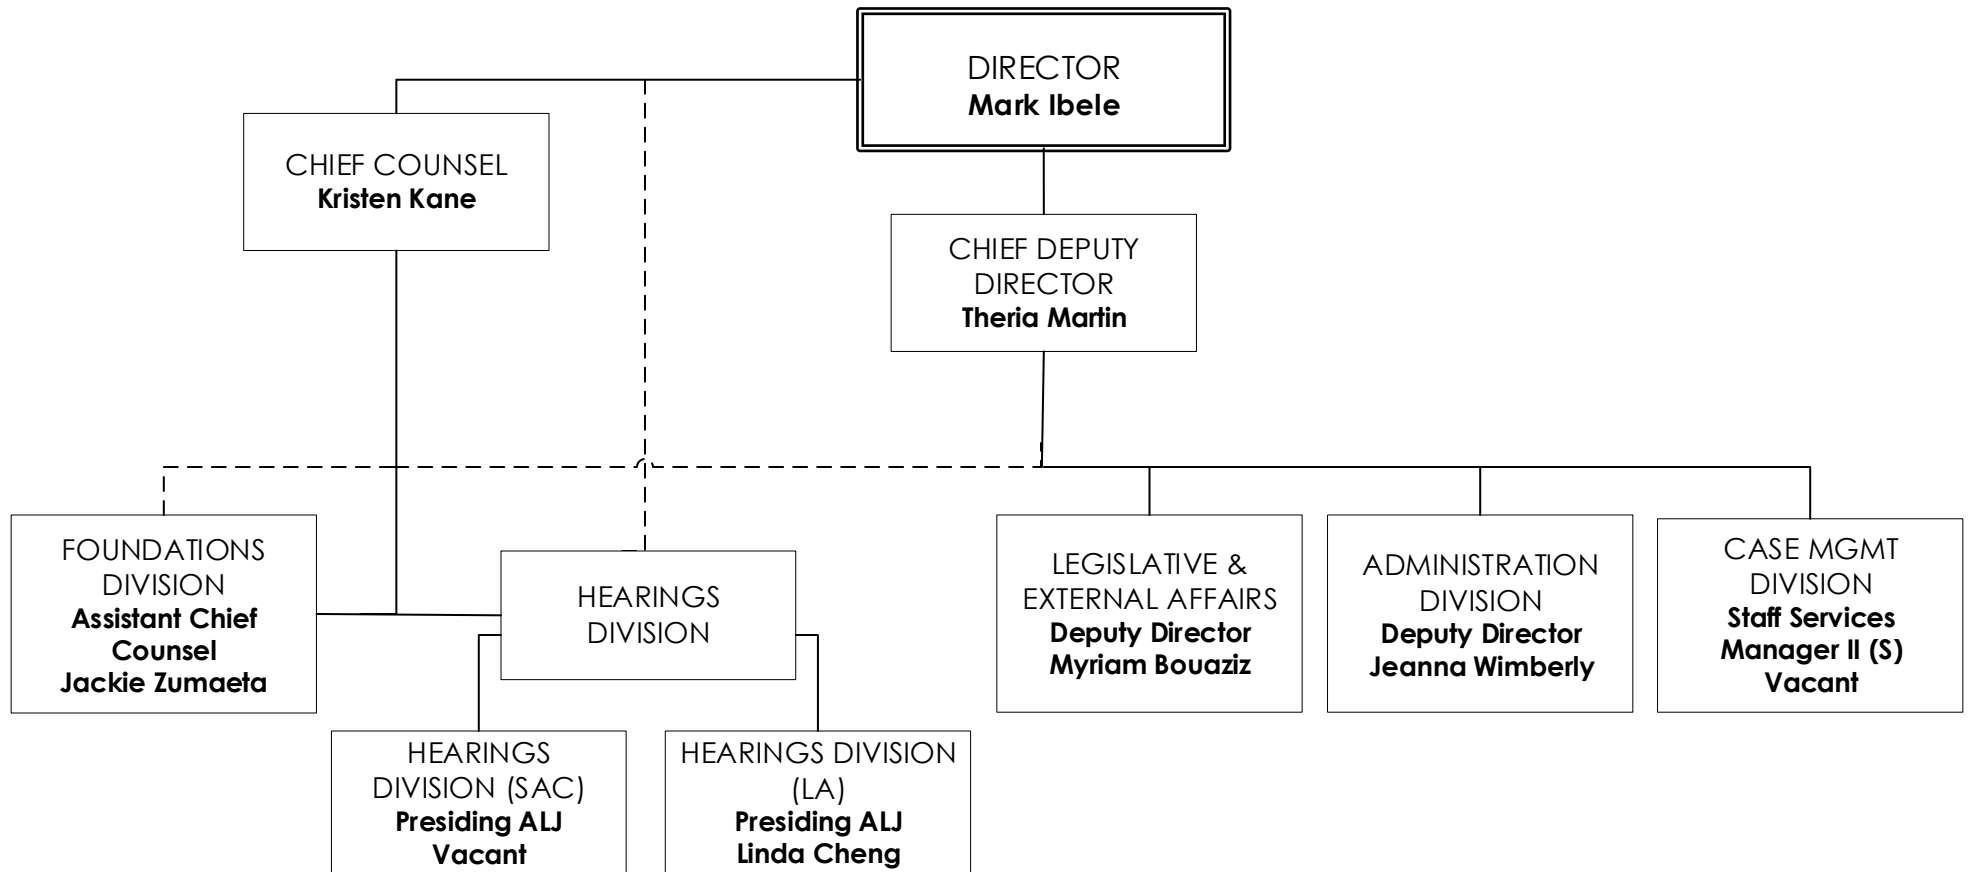 DIRECTOR
Mark Ibele
CHIEF COUNSEL
Kristen Kane
CHIEF DEPUTY
DIRECTOR
Theria Martin
FOUNDATIONS
DIVISION
Assistant Chief
Counsel
Jackie Zumaeta
HEARINGS
DIVISION
LEGISLATIVE &
EXTERNAL AFFAIRS
Deputy Director
Myriam Bouaziz
ADMINISTRATION
DIVISION
Deputy Director
Jeanna Wimberly
CASE MGMT
DIVISION
Staff Services
Manager II (S)
Vacant
HEARINGS
DIVISION (SAC)
Presiding ALJ
Vacant
HEARINGS DIVISION
(LA)
Presiding ALJ
Linda Cheng